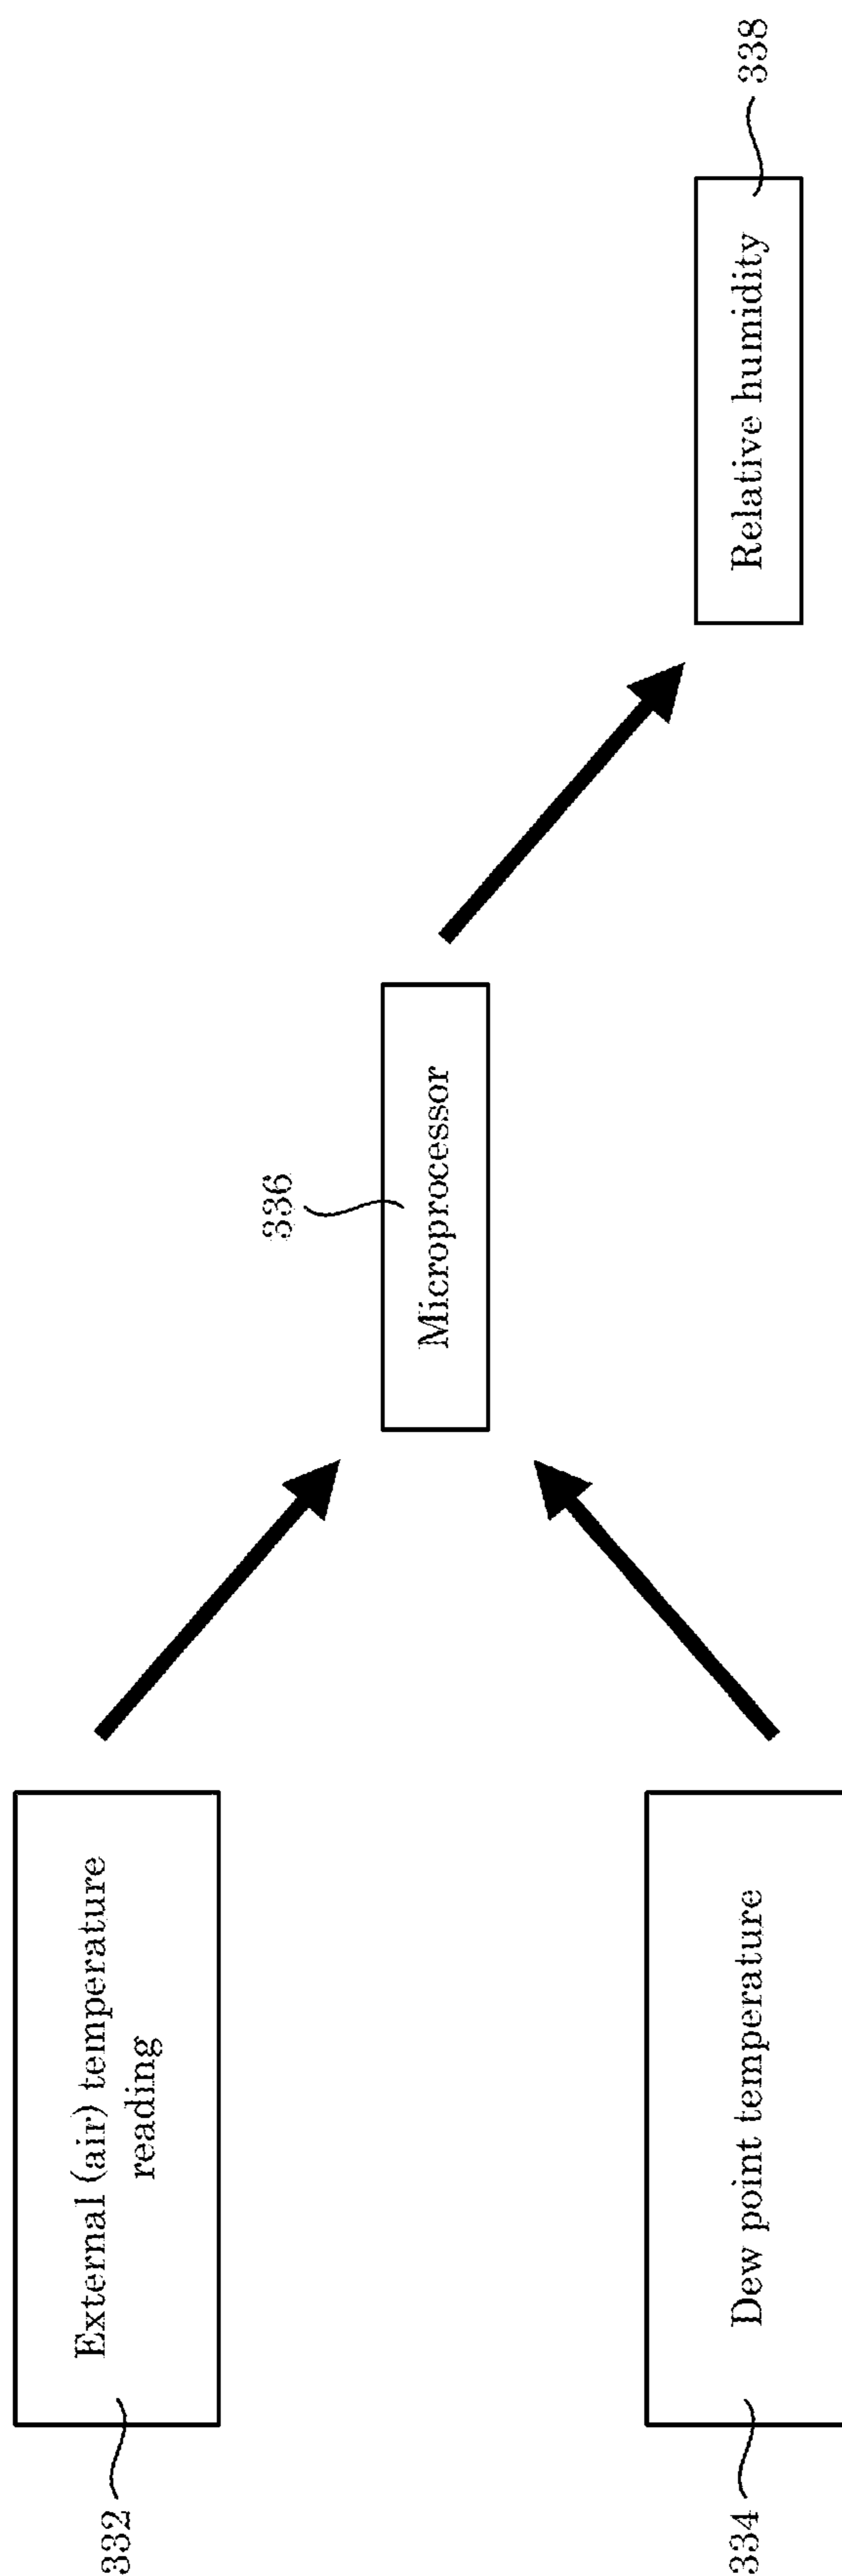 332
External (air) temperature
reading
336
Microprocessor
338
Relative humidity
334
Dew point temperature